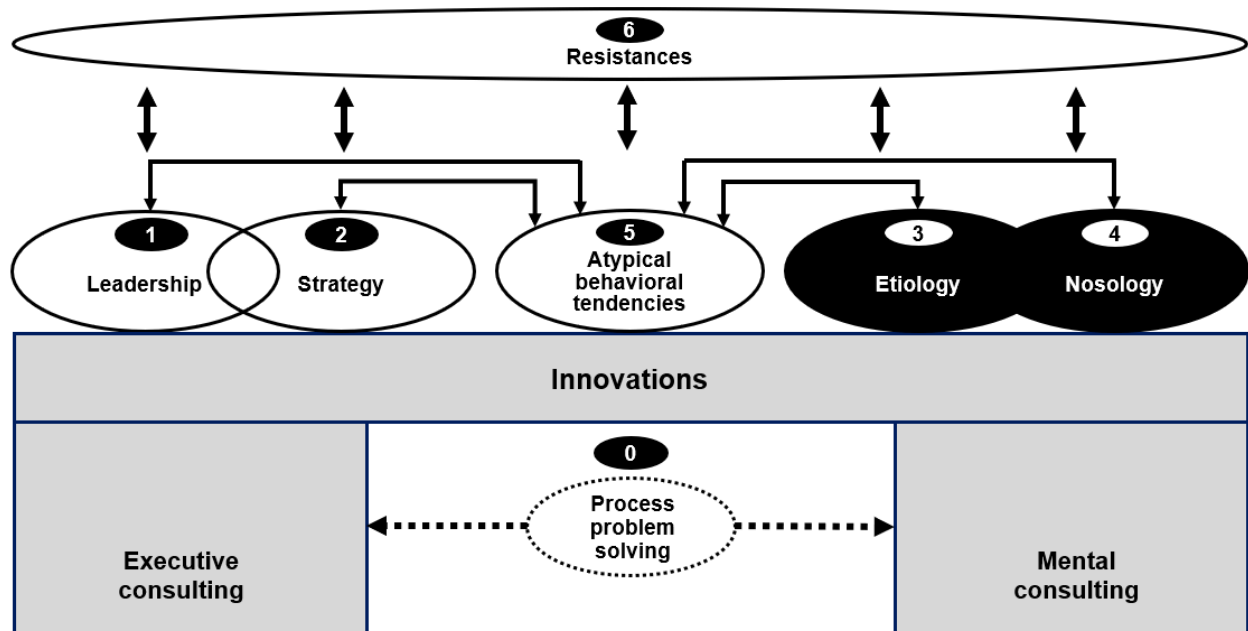 6
Resistances
1
Leadership
2
Strategy
5
Atypical
behavioral
tendencies
3
Etiology
4
Nosology
Innovations
0
Process
problem
solving
Executive
consulting
Mental
consulting